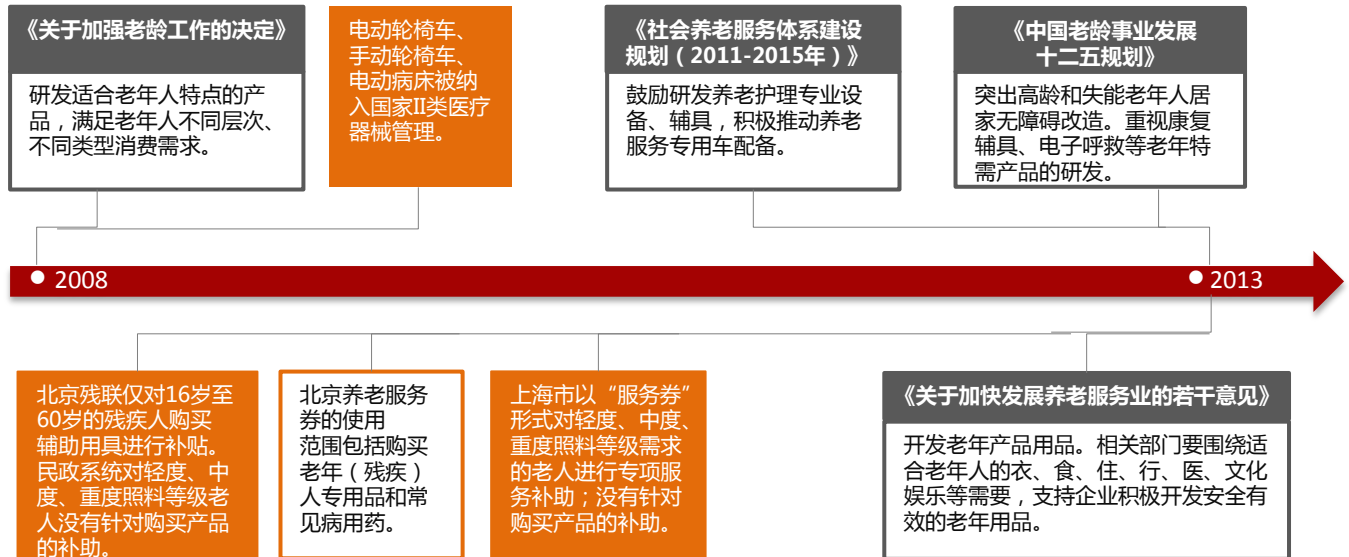 《关于加强老龄工作的决定》
研发适合老年人特点的产
品，满足老年人不同层次、
不同类型消费需求。
电动轮椅车、
手动轮椅车、
电动病床被纳
入国家II类医疗
器械管理。
《社会养老服务体系建设
规划（2011-2015年）》
鼓励研发养老护理专业设
备、辅具，积极推动养老
服务专用车配备。
《中国老龄事业发展
十二五规划》
突出高龄和失能老年人居
家无障碍改造。重视康复
辅具、电子呼救等老年特
需产品的研发。
2008
2013
北京残联仅对16岁至
60岁的残疾人购买
辅助用具进行补贴。
民政系统对轻度、中
度、重度照料等级老
人没有针对购买产品
的补助。
北京养老服务
券的使用
范围包括购买
老年（残疾）
人专用品和常
见病用药。
上海市以“服务券”
形式对轻度、中度、
重度照料等级需求
的老人进行专项服
务补助；没有针对
购买产品的补助。
《关于加快发展养老服务业的若干意见》
开发老年产品用品。相关部门要围绕适
合老年人的衣、食、住、行、医、文化
娱乐等需要，支持企业积极开发安全有
效的老年用品。